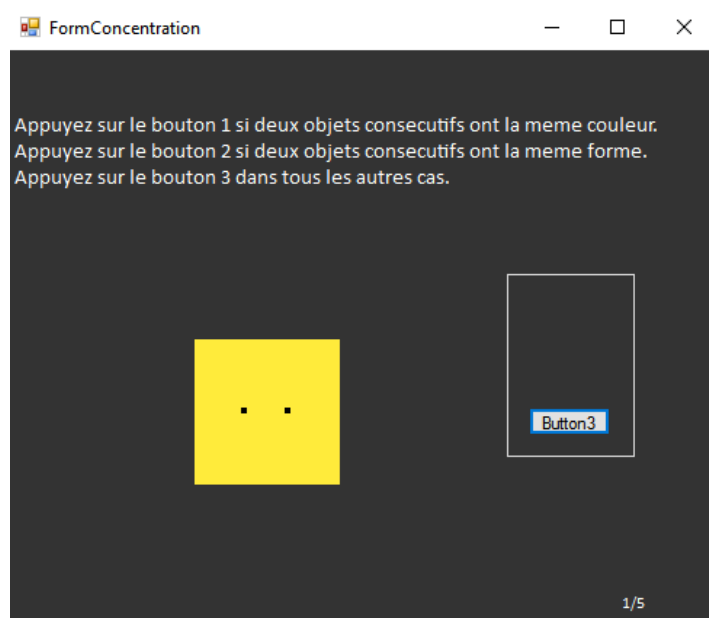 FormConcentration
Appuyez sur le bouton 1 si deux objets consecutifs ont la meme couleur.
Appuyez sur le bouton 2 si deux objets consecutifs ont la meme forme.
Appuyez sur le bouton 3 dans tous les autres cas.
Button3
1/5